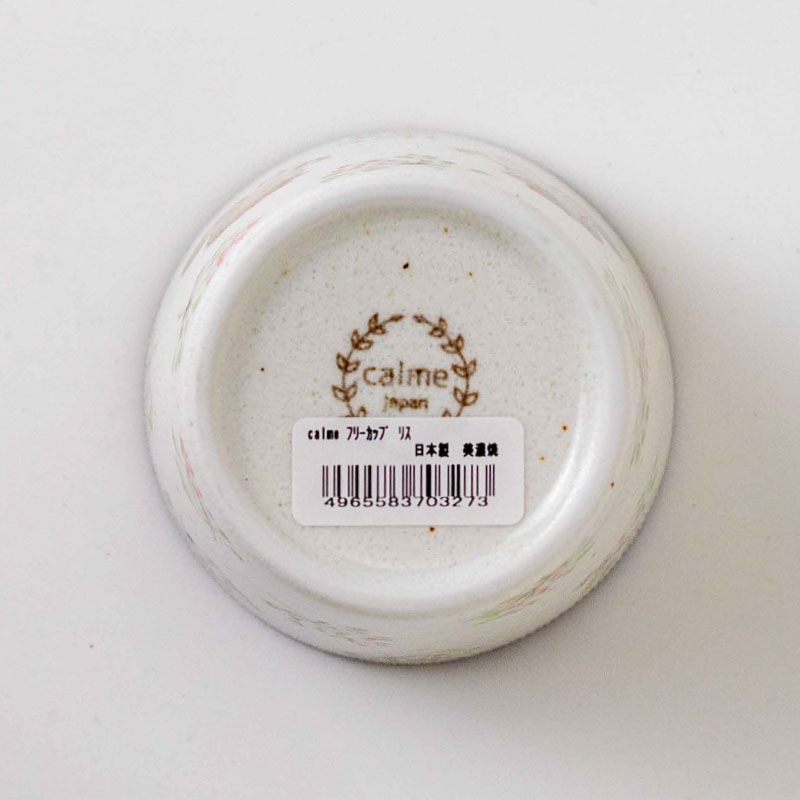 calme
japan
calme フリーカップ リス
日本製 美濃焼
4965583703273